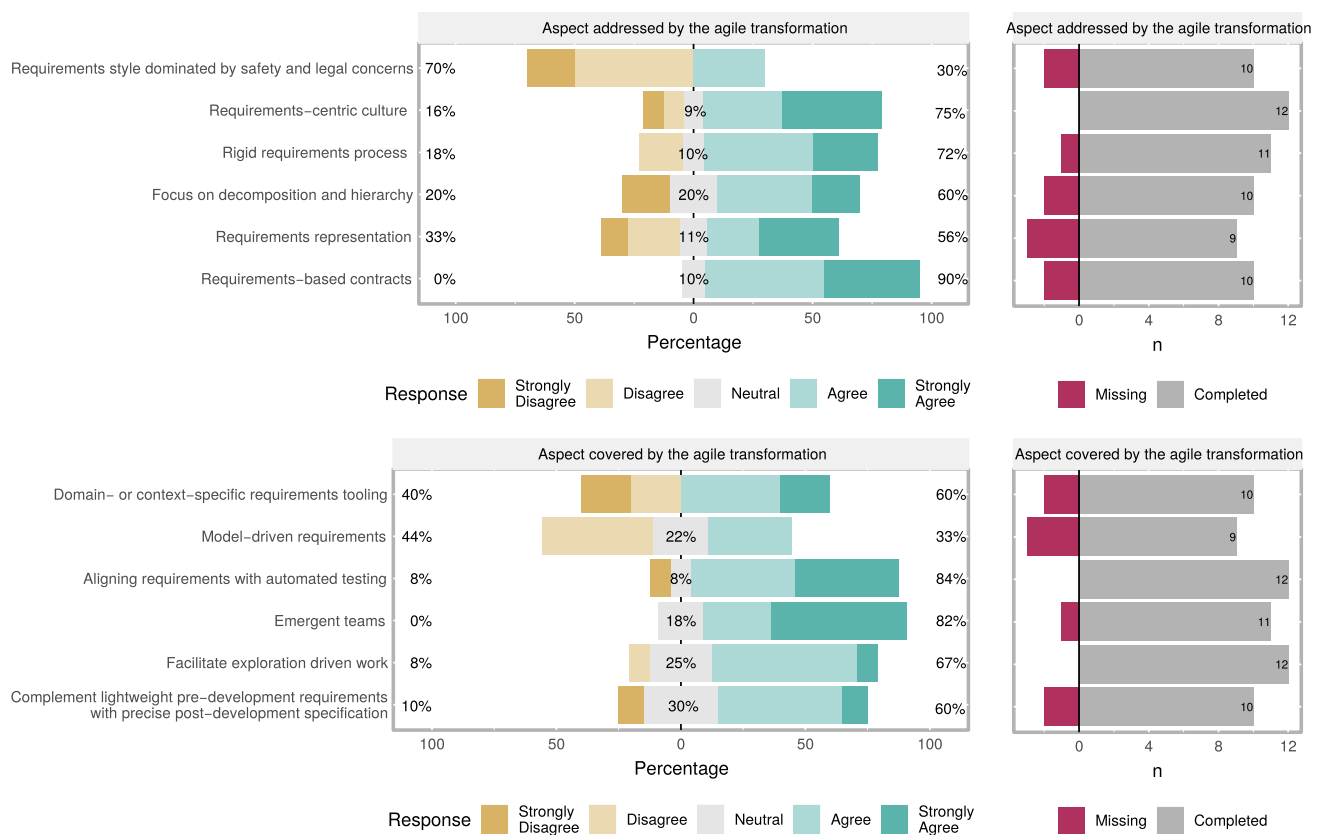 Aspect addressed by the agile transformation
Aspect addressed by the agile transformation
Requirements style dominated by safety and legal concerns 70% 30% 10
Requirements−centric culture 16% 9% 75% 12
Rigid requirements process 18% 10% 72% 11
Focus on decomposition and hierarchy 20% 20% 60% 10
Requirements representation 33% 11% 56% 9
Requirements−based contracts 0% 10% 90% 10
100 50 0 50 100
0 4 8 12
Percentage
n
Response Strongly Disagree Disagree Neutral Agree Strongly Agree
Missing Completed
Aspect covered by the agile transformation
Aspect covered by the agile transformation
Domain− or context−specific requirements tooling 40% 60% 10
Model−driven requirements 44% 22% 33% 9
Aligning requirements with automated testing 8% 8% 84% 12
Emergent teams 0% 18% 82% 11
Facilitate exploration driven work 8% 25% 67% 12
Complement lightweight pre−development requirements
with precise post−development specification 10% 30% 60% 10
100 50 0 50 100
0 4 8 12
Percentage
n
Response Strongly Disagree Disagree Neutral Agree Strongly Agree
Missing Completed